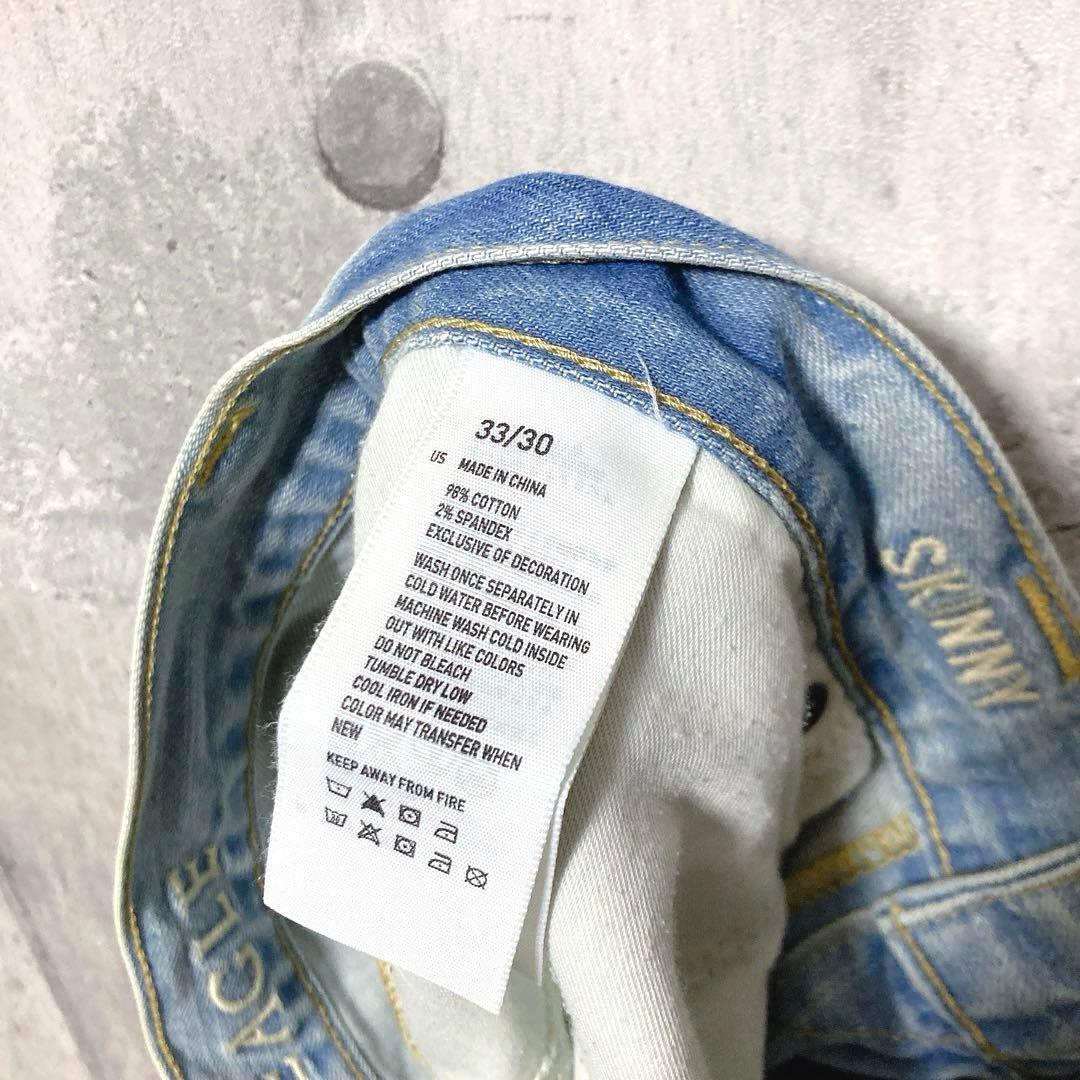 33/30
US MADE IN CHINA
98% COTTON
2% SPANDEX
EXCLUSIVE OF DECORATION
WASH ONCE SEPARATELY IN
COLD WATER BEFORE WEARING
MACHINE WASH COLD INSIDE
OUT WITH LIKE COLORS
DO NOT BLEACH
TUMBLE DRY LOW
COOL IRON IF NEEDED
COLOR MAY TRANSFER WHEN
NEW
KEEP AWAY FROM FIRE
SKINNY
EAGLE